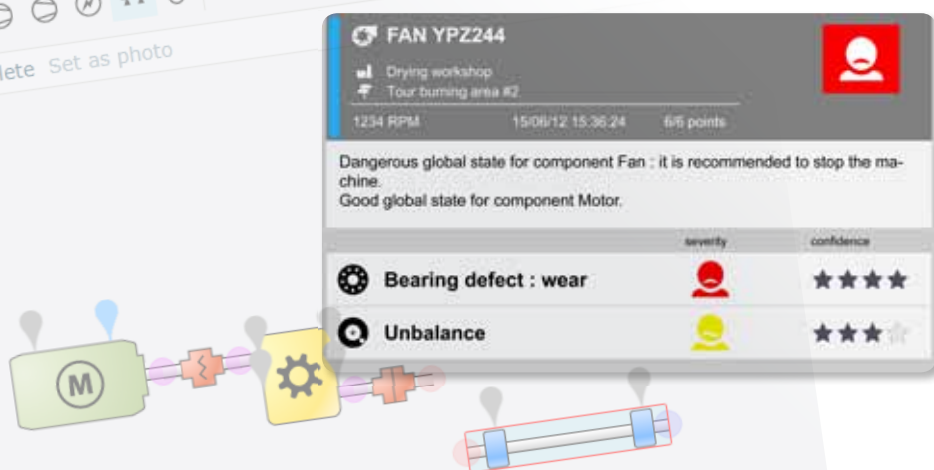 lete Set as photo
FAN YPZ244
Drying workshop
Tour burning area #2
1234 RPM 15/06/12 15:36:24 6/6 points
Dangerous global state for component Fan : it is recommended to stop the ma-
chine.
Good global state for component Motor.
severity confidence
Bearing defect : wear
Unbalance
M